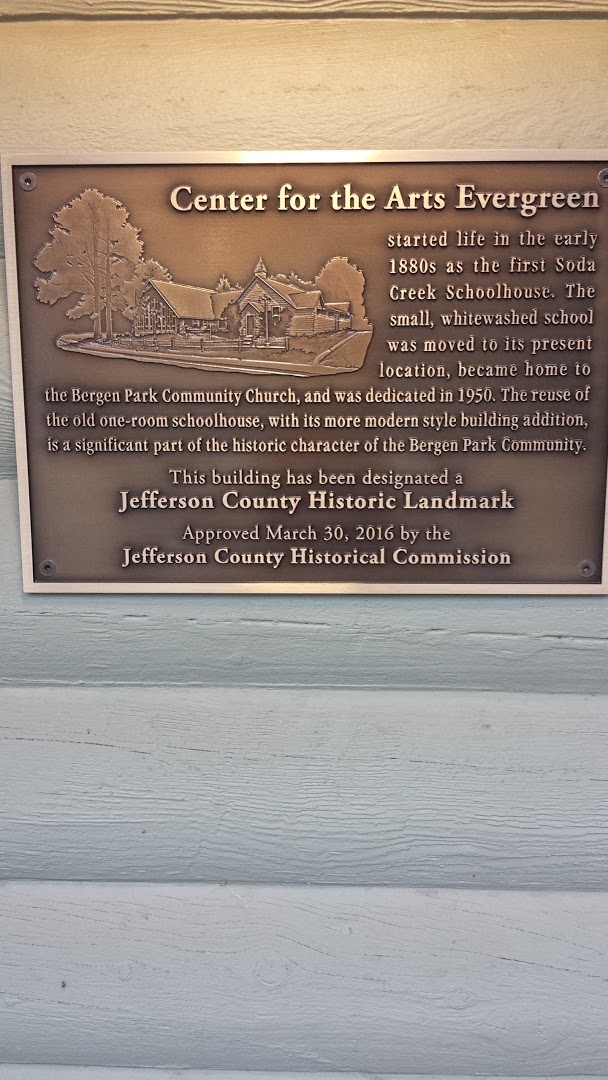 Center for the Arts Evergreen
started life in the early
1880s as the first Soda
Creek Schoolhouse. The
small, whitewashed school
was moved to its present
location, became home to
the Bergen Park Community Church, and was dedicated in 1950. The reuse of
the old one-room schoolhouse, with its more modern style building addition,
is a significant part of the historic character of the Bergen Park Community.
This building has been designated a
Jefferson County Historic Landmark
Approved March 30, 2016 by the
Jefferson County Historical Commission